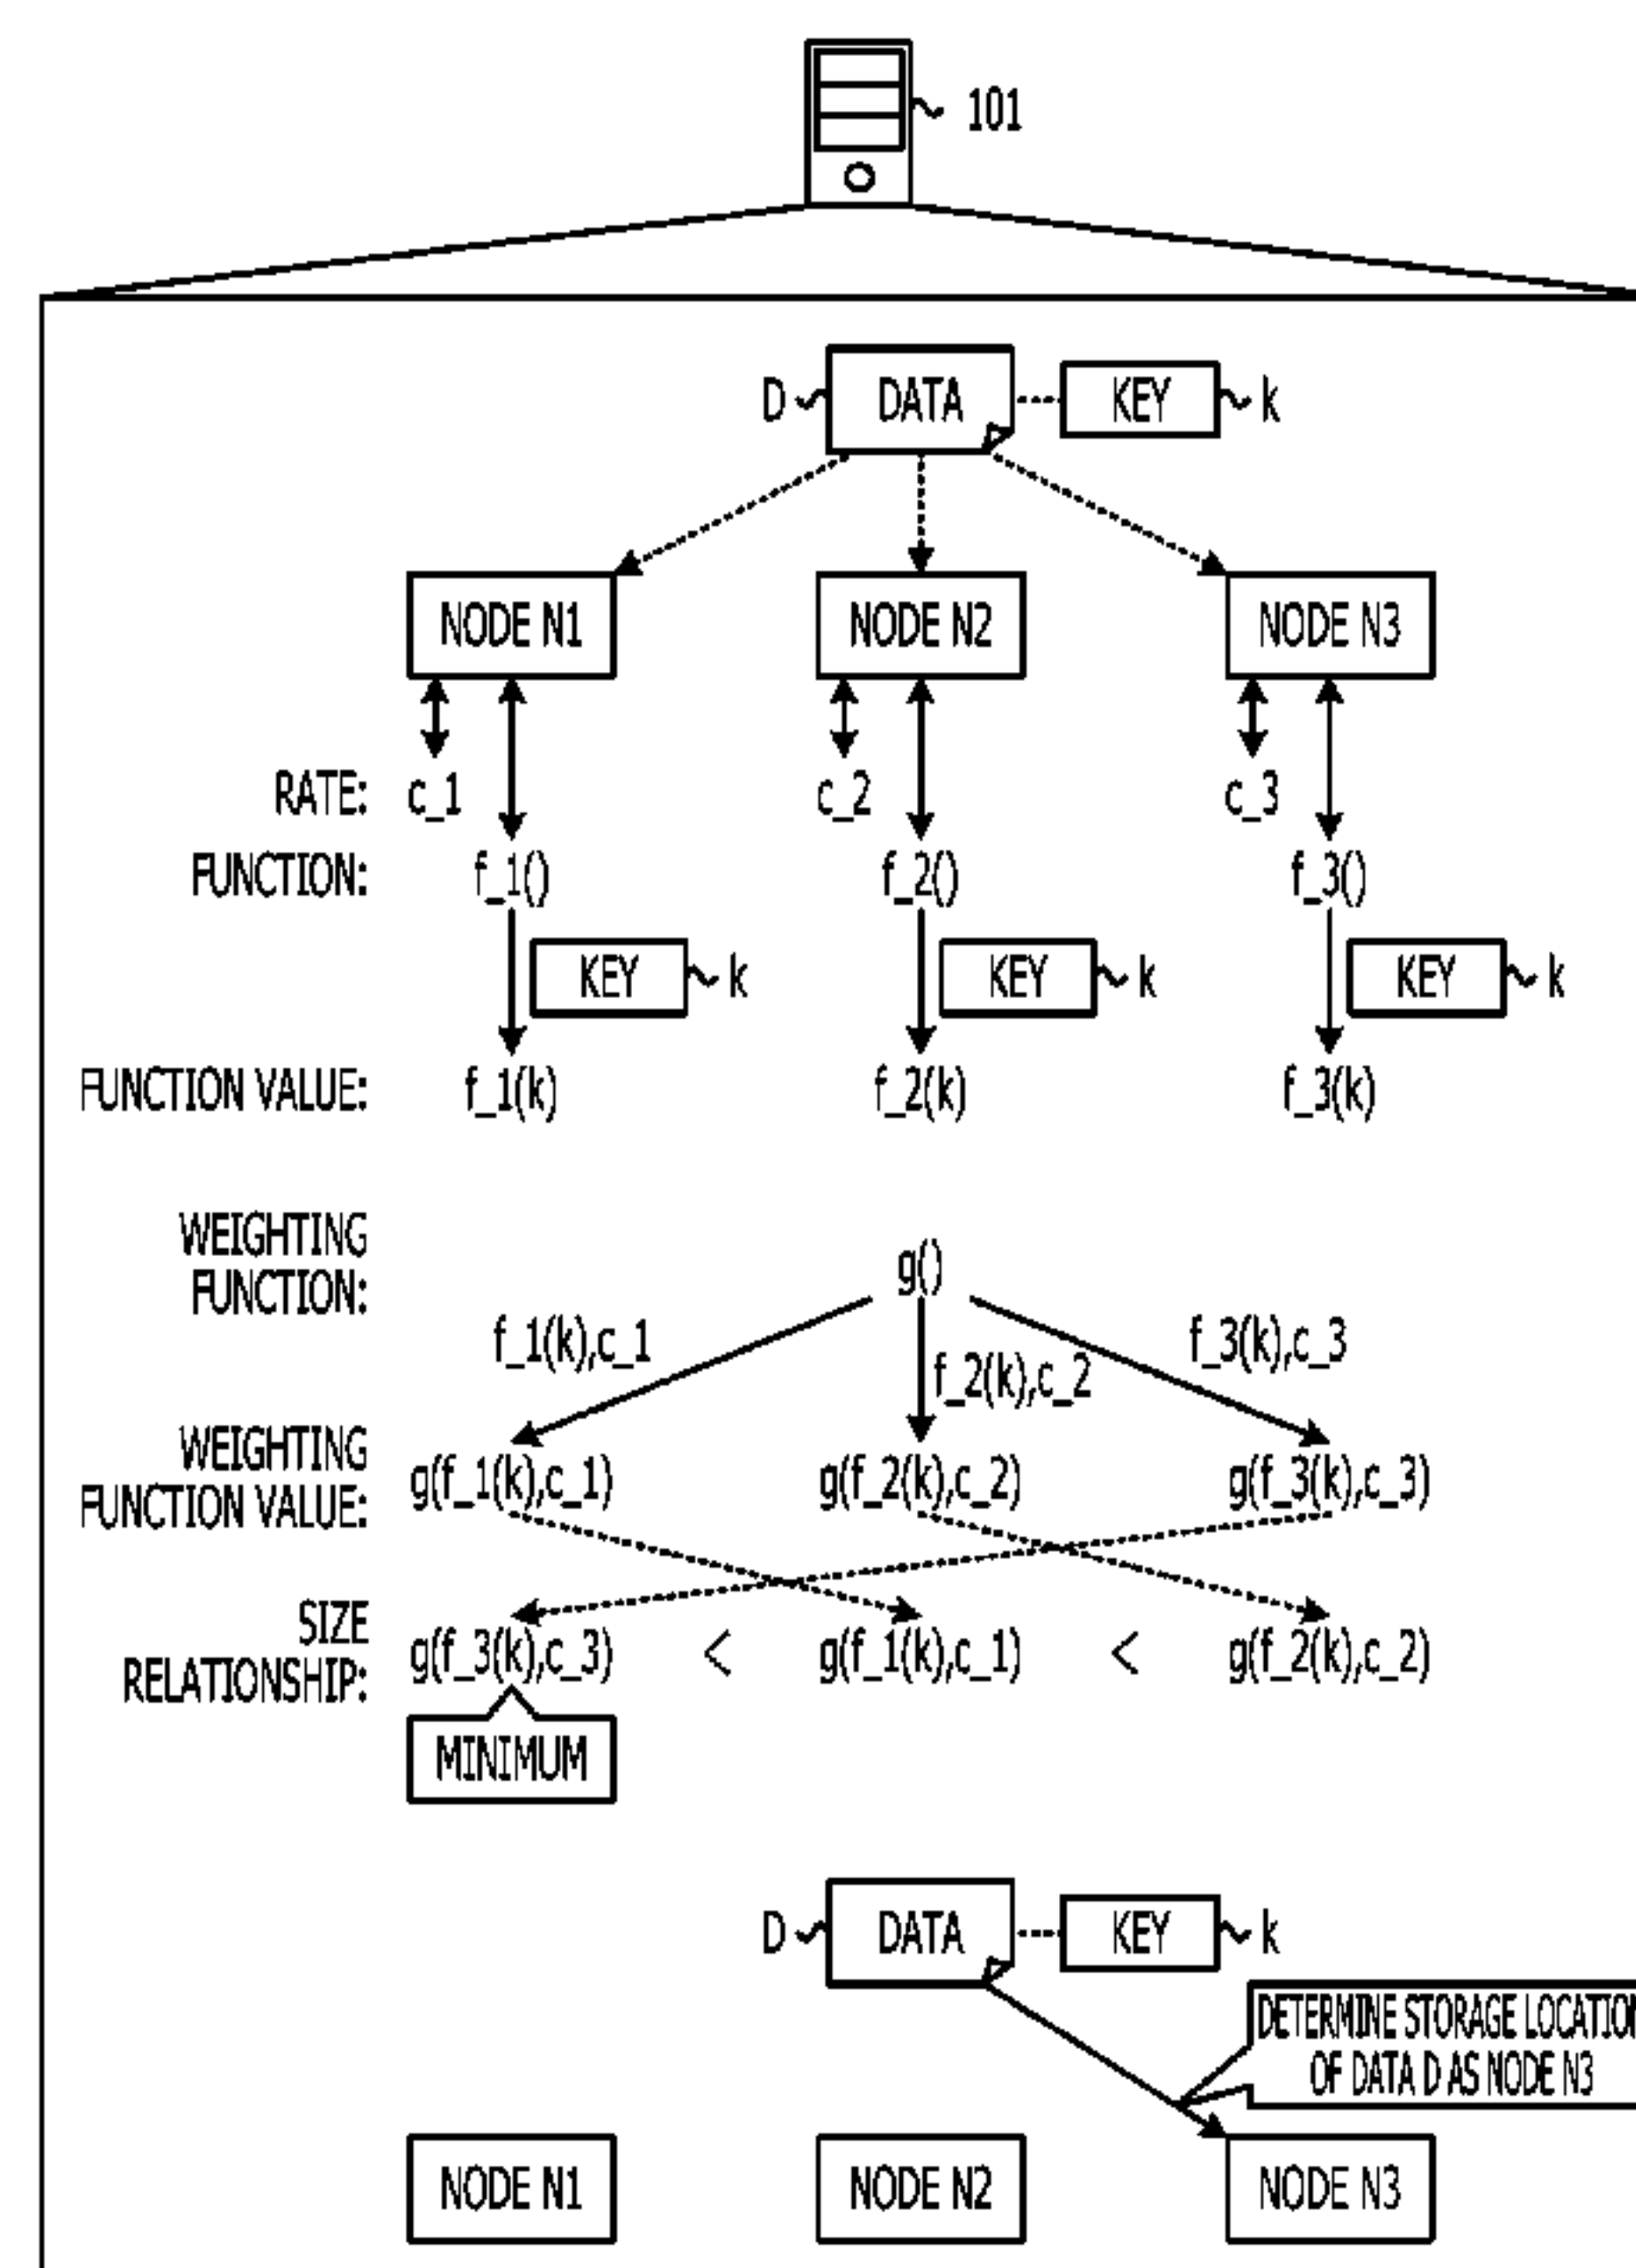 101
D DATA KEY k
NODE N1 NODE N2 NODE N3
RATE: c_1 c_2 c_3
FUNCTION: f_1() f_2() f_3()
KEY k KEY k KEY k
FUNCTION VALUE: f_1(k) f_2(k) f_3(k)
WEIGHTING
FUNCTION: g()
f_1(k),c_1 f_2(k),c_2 f_3(k),c_3
WEIGHTING
FUNCTION VALUE: g(f_1(k),c_1) g(f_2(k),c_2) g(f_3(k),c_3)
SIZE
RELATIONSHIP: g(f_3(k),c_3) < g(f_1(k),c_1) < g(f_2(k),c_2)
MINIMUM
D DATA KEY k
DETERMINE STORAGE LOCATION
OF DATA D AS NODE N3
NODE N1 NODE N2 NODE N3